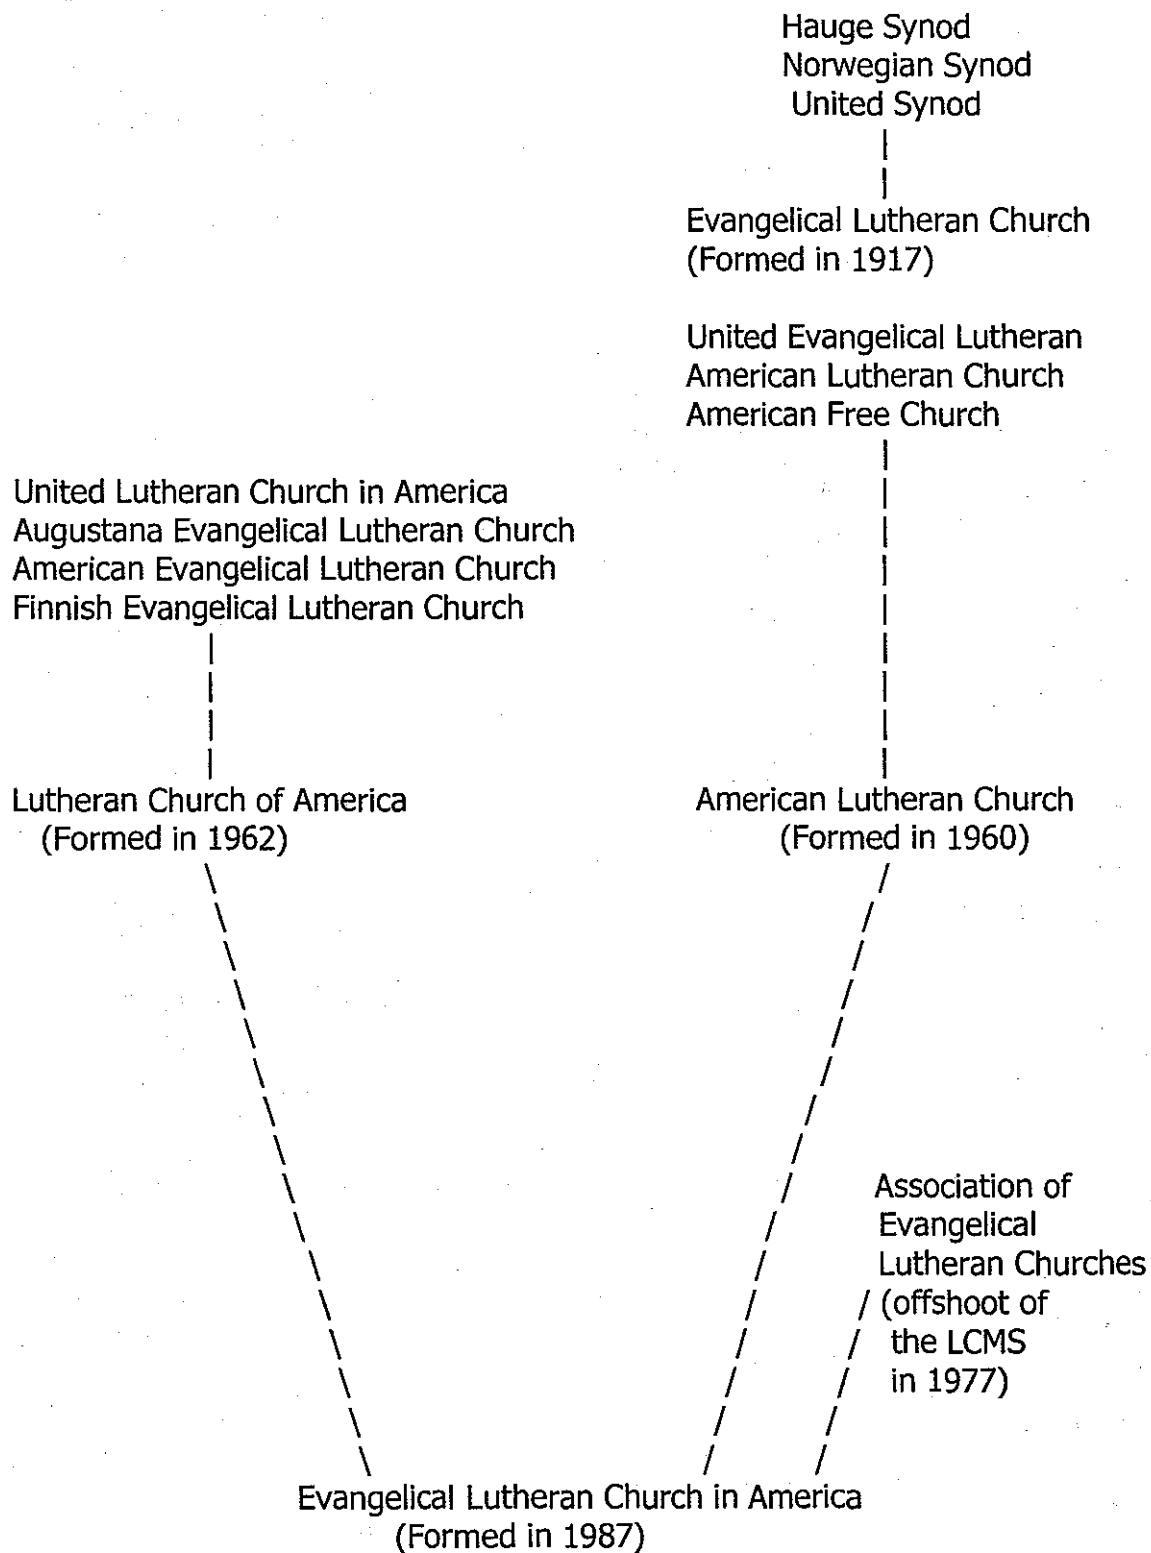 Hauge Synod
Norwegian Synod
United Synod
Evangelical Lutheran Church
(Formed in 1917)
United Evangelical Lutheran
American Lutheran Church
American Free Church
United Lutheran Church in America
Augustana Evangelical Lutheran Church
American Evangelical Lutheran Church
Finnish Evangelical Lutheran Church
Lutheran Church of America
(Formed in 1962)
American Lutheran Church
(Formed in 1960)
Association of
Evangelical
Lutheran Churches
(offshoot of
the LCMS
in 1977)
Evangelical Lutheran Church in America
(Formed in 1987)